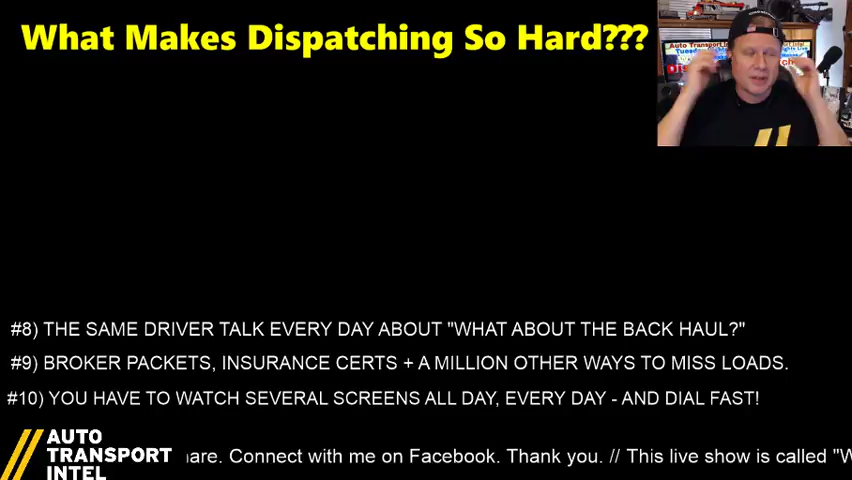 What Makes Dispatching So Hard???
Auto Transport Intel
#8) THE SAME DRIVER TALK EVERY DAY ABOUT "WHAT ABOUT THE BACK HAUL?"
#9) BROKER PACKETS, INSURANCE CERTS + A MILLION OTHER WAYS TO MISS LOADS.
#10) YOU HAVE TO WATCH SEVERAL SCREENS ALL DAY, EVERY DAY - AND DIAL FAST!
AUTO
TRANSPORT
INTEL
are. Connect with me on Facebook. Thank you. // This live show is called "W